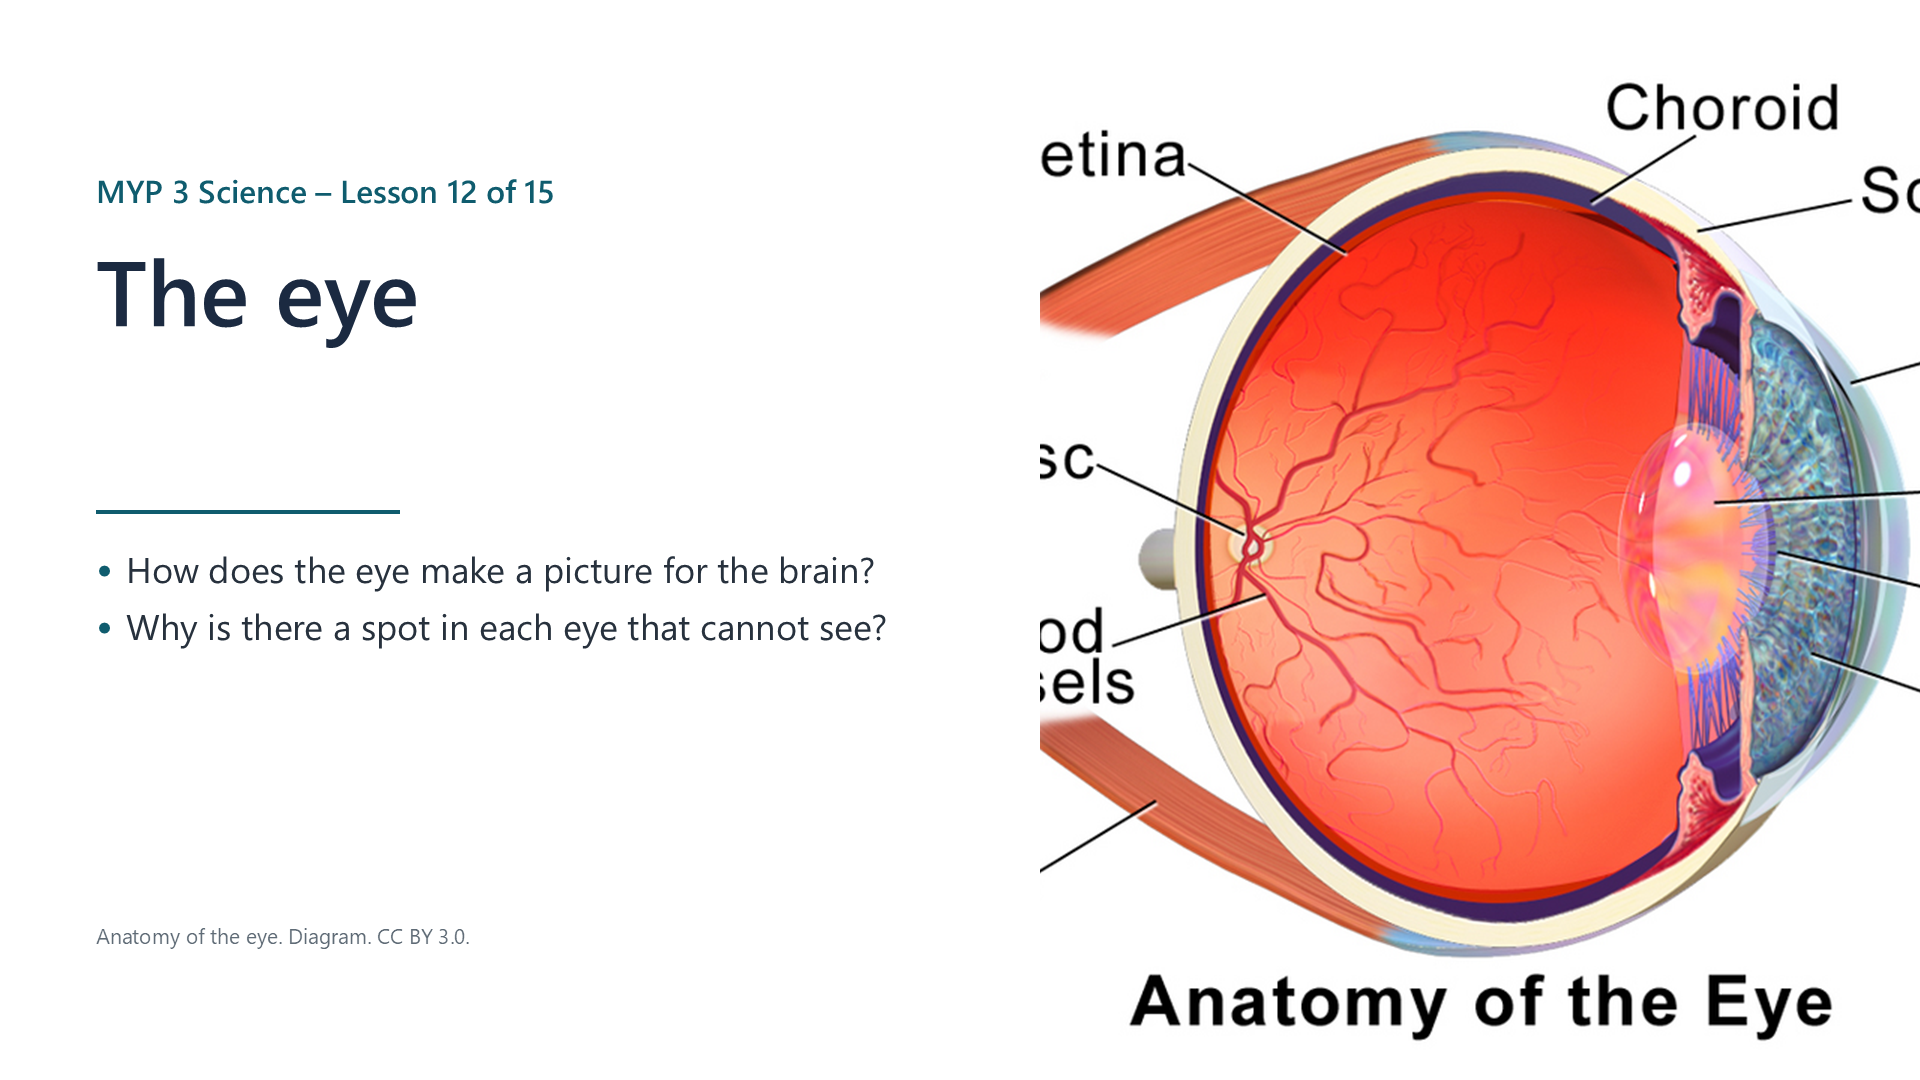 MYP 3 Science – Lesson 12 of 15
The eye
• How does the eye make a picture for the brain?
• Why is there a spot in each eye that cannot see?
Anatomy of the eye. Diagram. CC BY 3.0.
Choroid
etina
Sc
sc
od
sels
Anatomy of the Eye